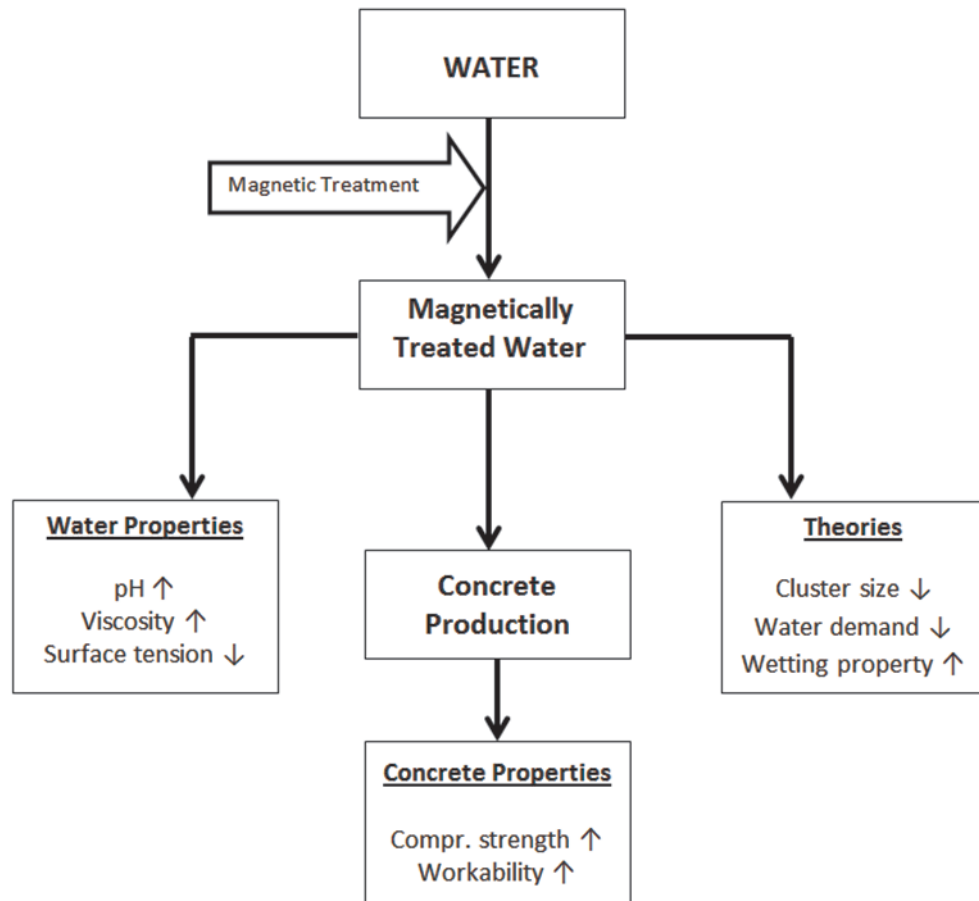 WATER
Magnetic Treatment
Magnetically
Treated Water
Water Properties
pH ↑
Viscosity ↑
Surface tension ↓
Concrete
Production
Theories
Cluster size ↓
Water demand ↓
Wetting property ↑
Concrete Properties
Compr. strength ↑
Workability ↑